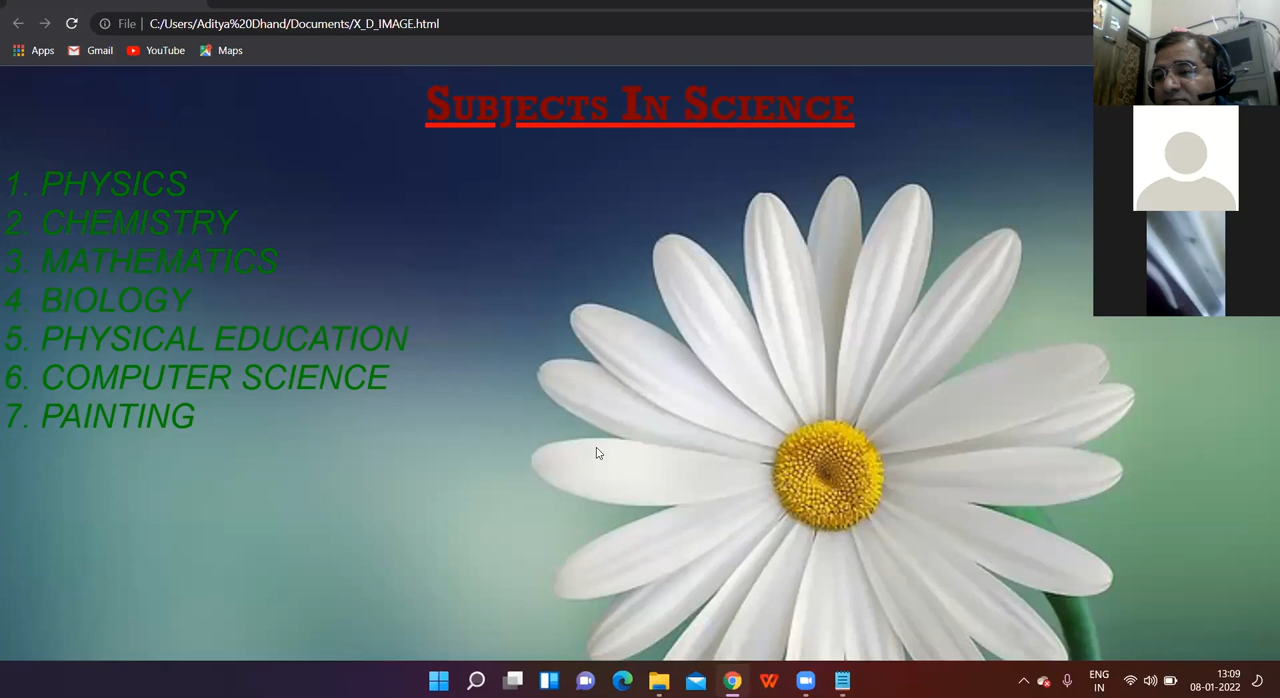 File
C:/Users/Aditya%20Dhand/Documents/X_D_IMAGE.html
Apps Gmail YouTube Maps
Subjects In Science
1. PHYSICS
2. CHEMISTRY
3. MATHEMATICS
4. BIOLOGY
5. PHYSICAL EDUCATION
6. COMPUTER SCIENCE
7. PAINTING
ENG
IN
13:09
08-01-2022